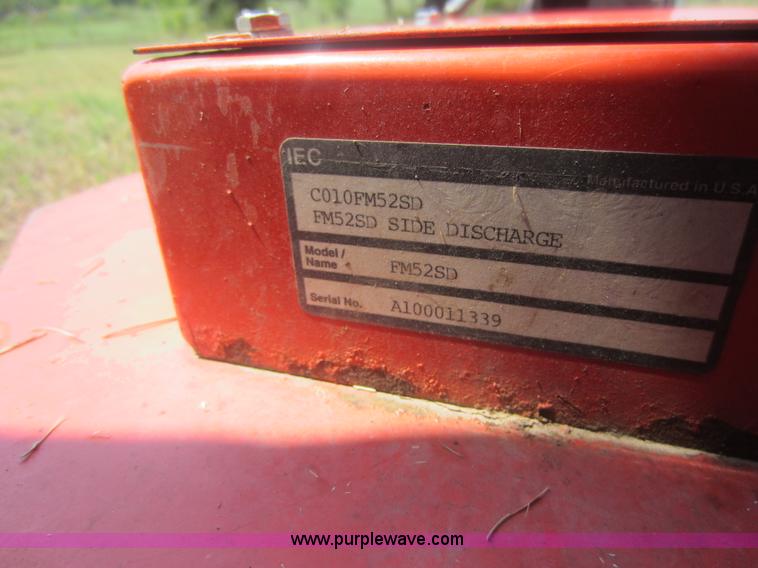 IEC
Manufactured in U.S.A
C010FM52SD
FM52SD SIDE DISCHARGE
Model /
Name
FM52SD
Serial No.
A100011339
www.purplewave.com